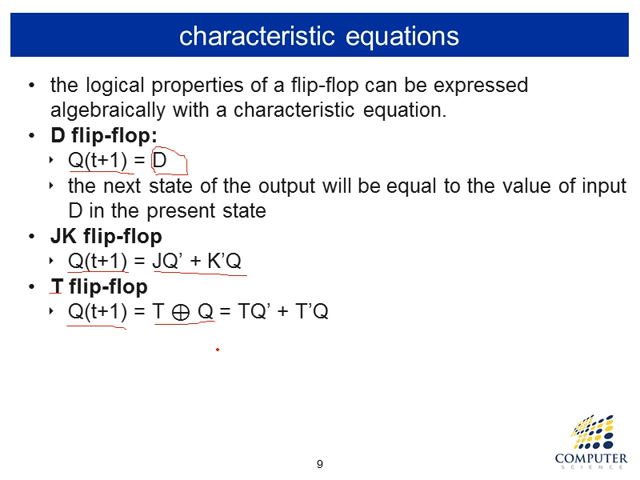 characteristic equations
• the logical properties of a flip-flop can be expressed
algebraically with a characteristic equation.
• D flip-flop:
‣ Q(t+1) = D
‣ the next state of the output will be equal to the value of input
D in the present state
• JK flip-flop
‣ Q(t+1) = JQ’ + K’Q
• T flip-flop
‣ Q(t+1) = T ⊕ Q = TQ’ + T’Q
9
COMPUTER
SCIENCE